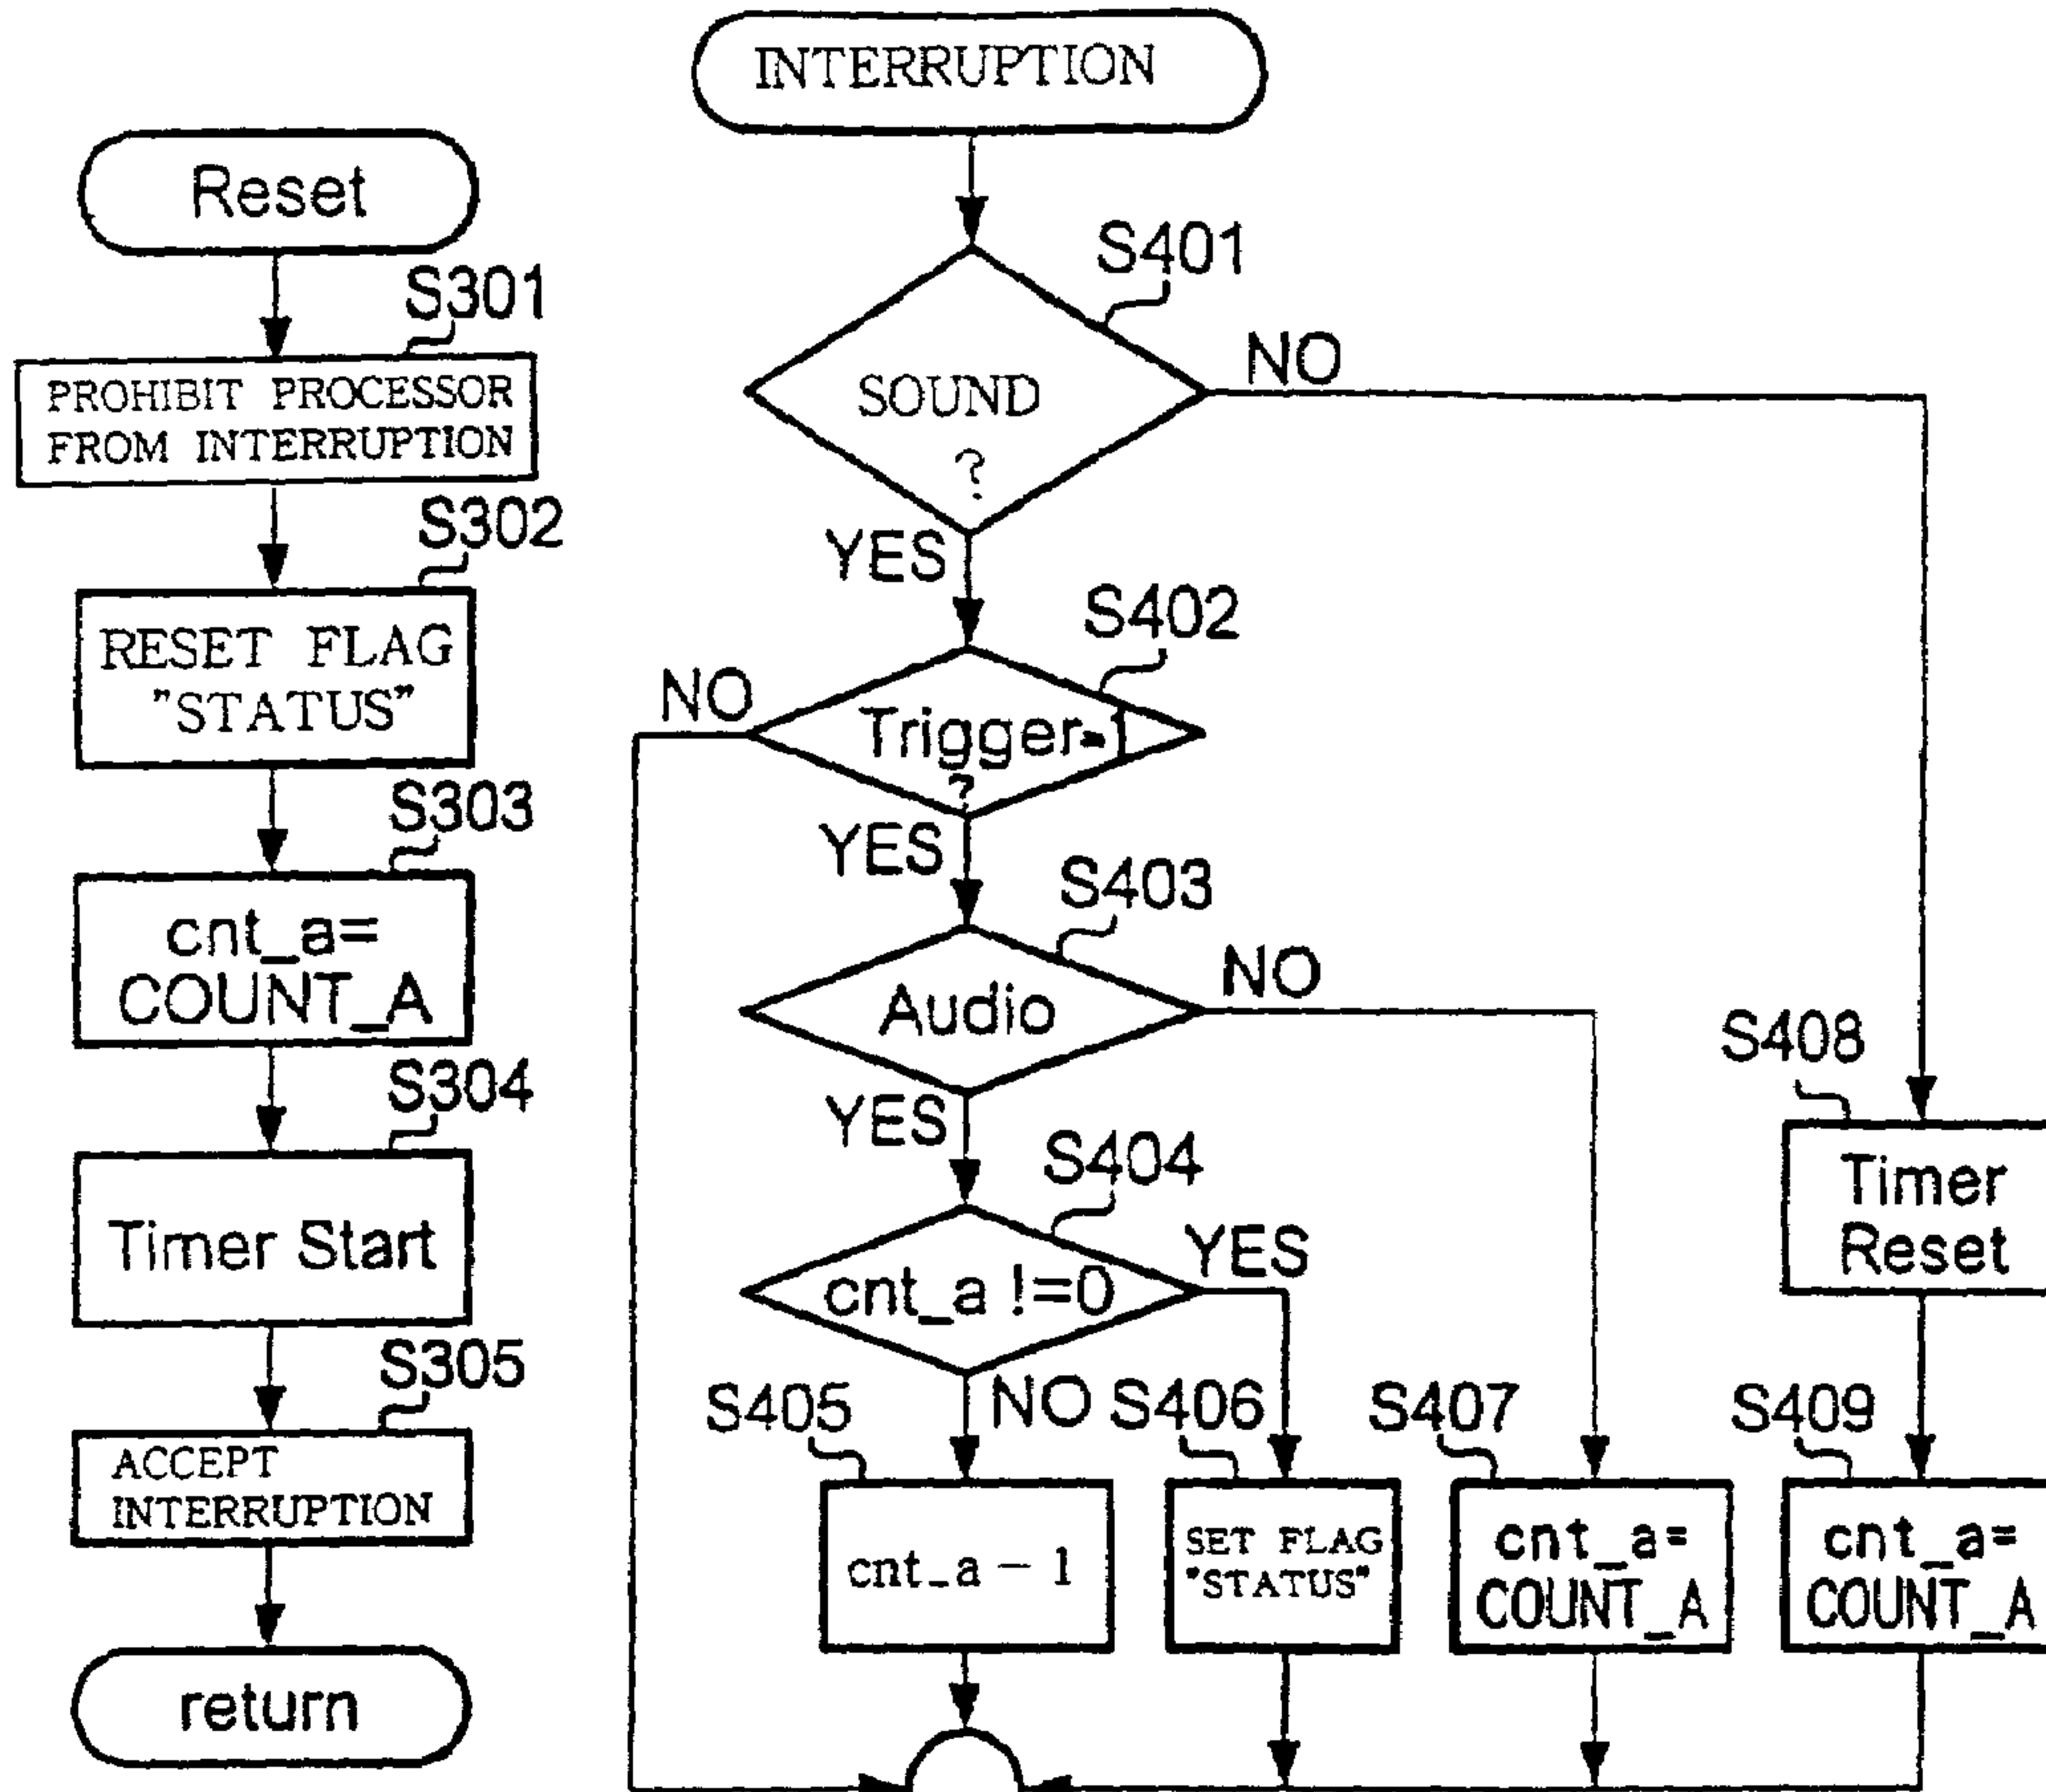 Reset
S301
PROHIBIT PROCESSOR
FROM INTERRUPTION
S302
RESET FLAG
"STATUS"
S303
cnt_a=
COUNT_A
S304
Timer Start
S305
ACCEPT
INTERRUPTION
return
INTERRUPTION
S401
SOUND
?
NO
YES
S402
Trigger=1
?
NO
YES
S403
Audio
NO
YES
S404
cnt_a !=0
YES
NO
S405
cnt_a - 1
S406
SET FLAG
"STATUS"
S407
cnt_a=
COUNT_A
S408
Timer
Reset
S409
cnt_a=
COUNT_A